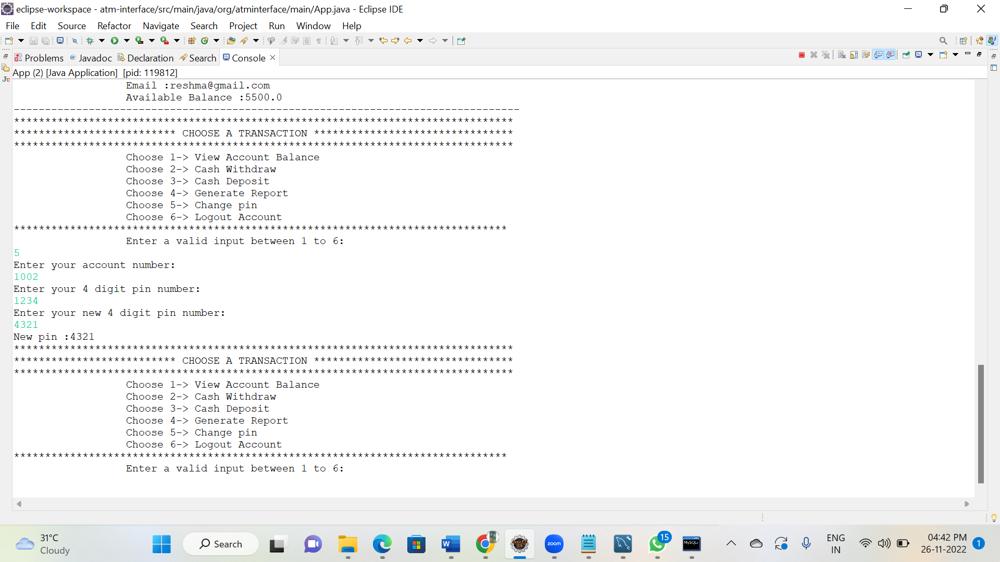 eclipse-workspace - atm-interface/src/main/java/org/atminterface/main/App.java - Eclipse IDE
File Edit Source Refactor Navigate Search Project Run Window Help
Problems @ Javadoc Declaration Search Console
App (2) [Java Application] [pid: 119812]
Email :reshma@gmail.com
Available Balance :5500.0
---------------------------------------------------------------------------------
********************************************************************************
************************** CHOOSE A TRANSACTION ********************************
********************************************************************************
Choose 1-> View Account Balance
Choose 2-> Cash Withdraw
Choose 3-> Cash Deposit
Choose 4-> Generate Report
Choose 5-> Change pin
Choose 6-> Logout Account
*******************************************************************************
Enter a valid input between 1 to 6:
5
Enter your account number:
1002
Enter your 4 digit pin number:
1234
Enter your new 4 digit pin number:
4321
New pin :4321
********************************************************************************
************************** CHOOSE A TRANSACTION ********************************
********************************************************************************
Choose 1-> View Account Balance
Choose 2-> Cash Withdraw
Choose 3-> Cash Deposit
Choose 4-> Generate Report
Choose 5-> Change pin
Choose 6-> Logout Account
*******************************************************************************
Enter a valid input between 1 to 6:
31°C
Cloudy
Search
W
zoom
15
MySQL
ENG
IN
04:42 PM
26-11-2022
1